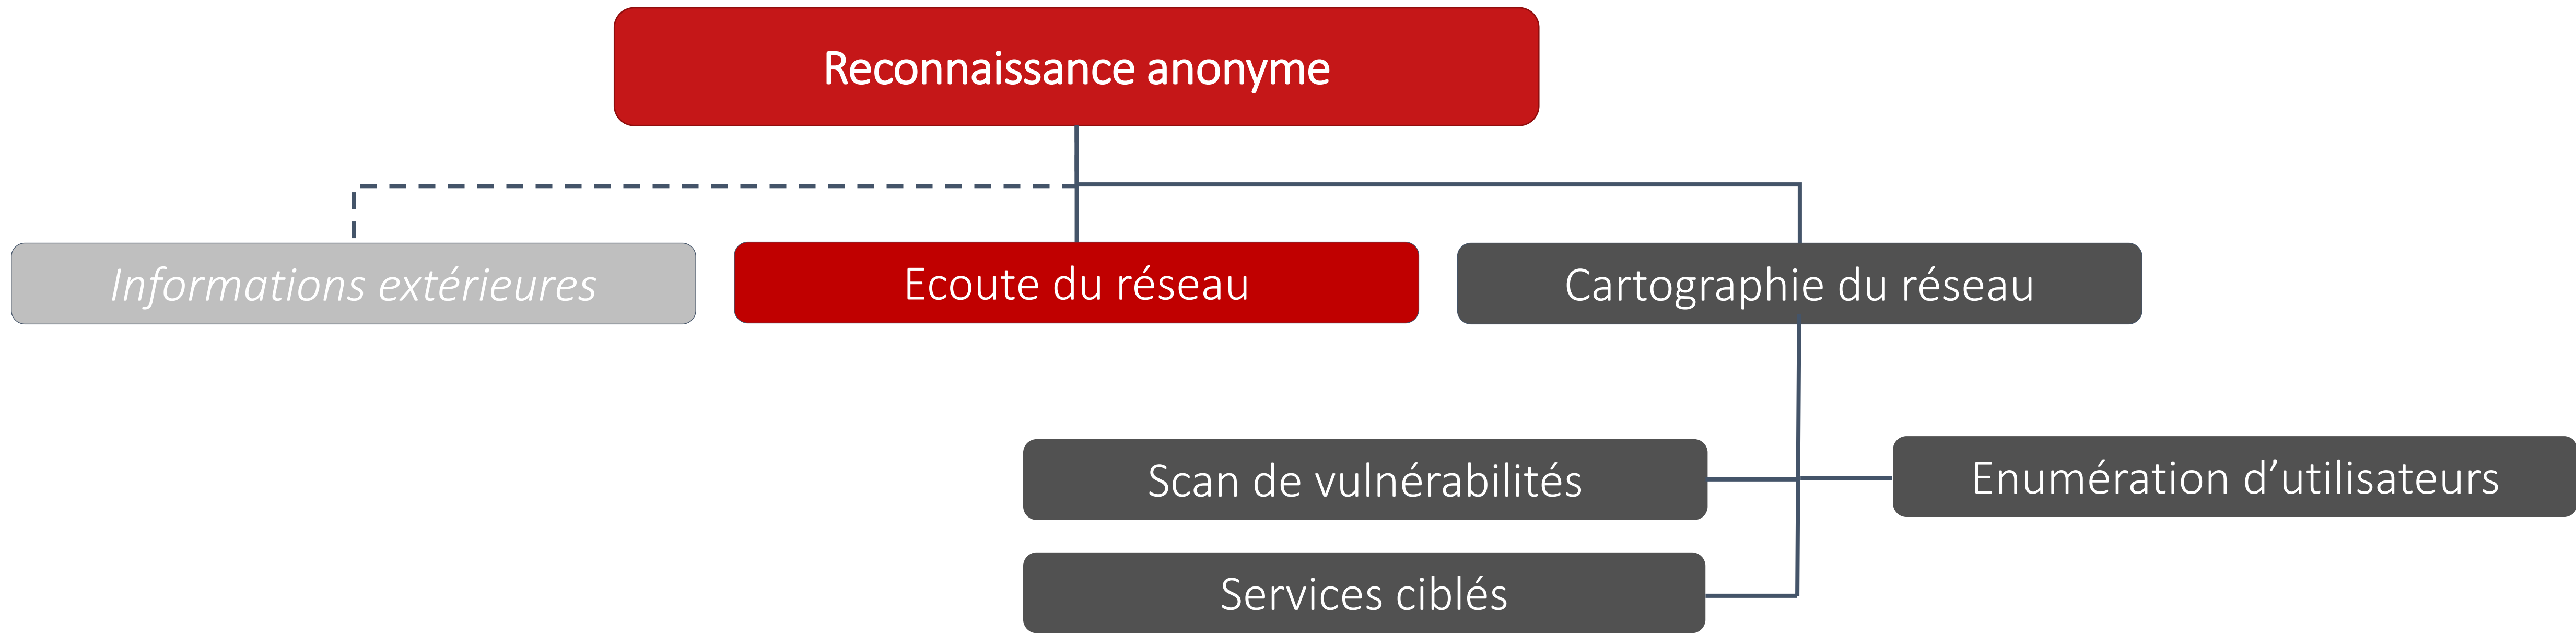 Reconnaissance anonyme
Informations extérieures
Ecoute du réseau
Cartographie du réseau
Scan de vulnérabilités
Enumération d’utilisateurs
Services ciblés